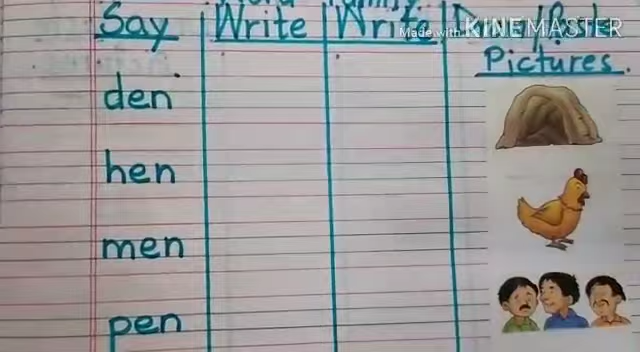 Say Write Write
Made with KINEMASTER
Pictures.
den
hen
men
pen